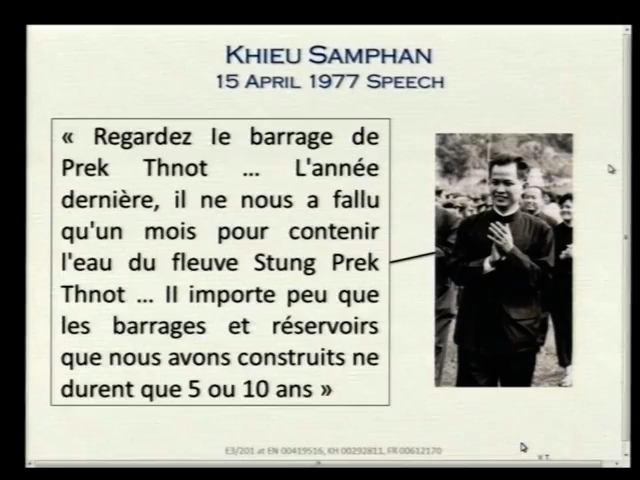 KHIEU SAMPHAN
15 APRIL 1977 SPEECH
« Regardez le barrage de
Prek Thnot ... L'année
dernière, il ne nous a fallu
qu'un mois pour contenir
l'eau du fleuve Stung Prek
Thnot ... Il importe peu que
les barrages et réservoirs
que nous avons construits ne
durent que 5 ou 10 ans »
E3/201 at EN 00419516, KH 00292811, FR 00612170